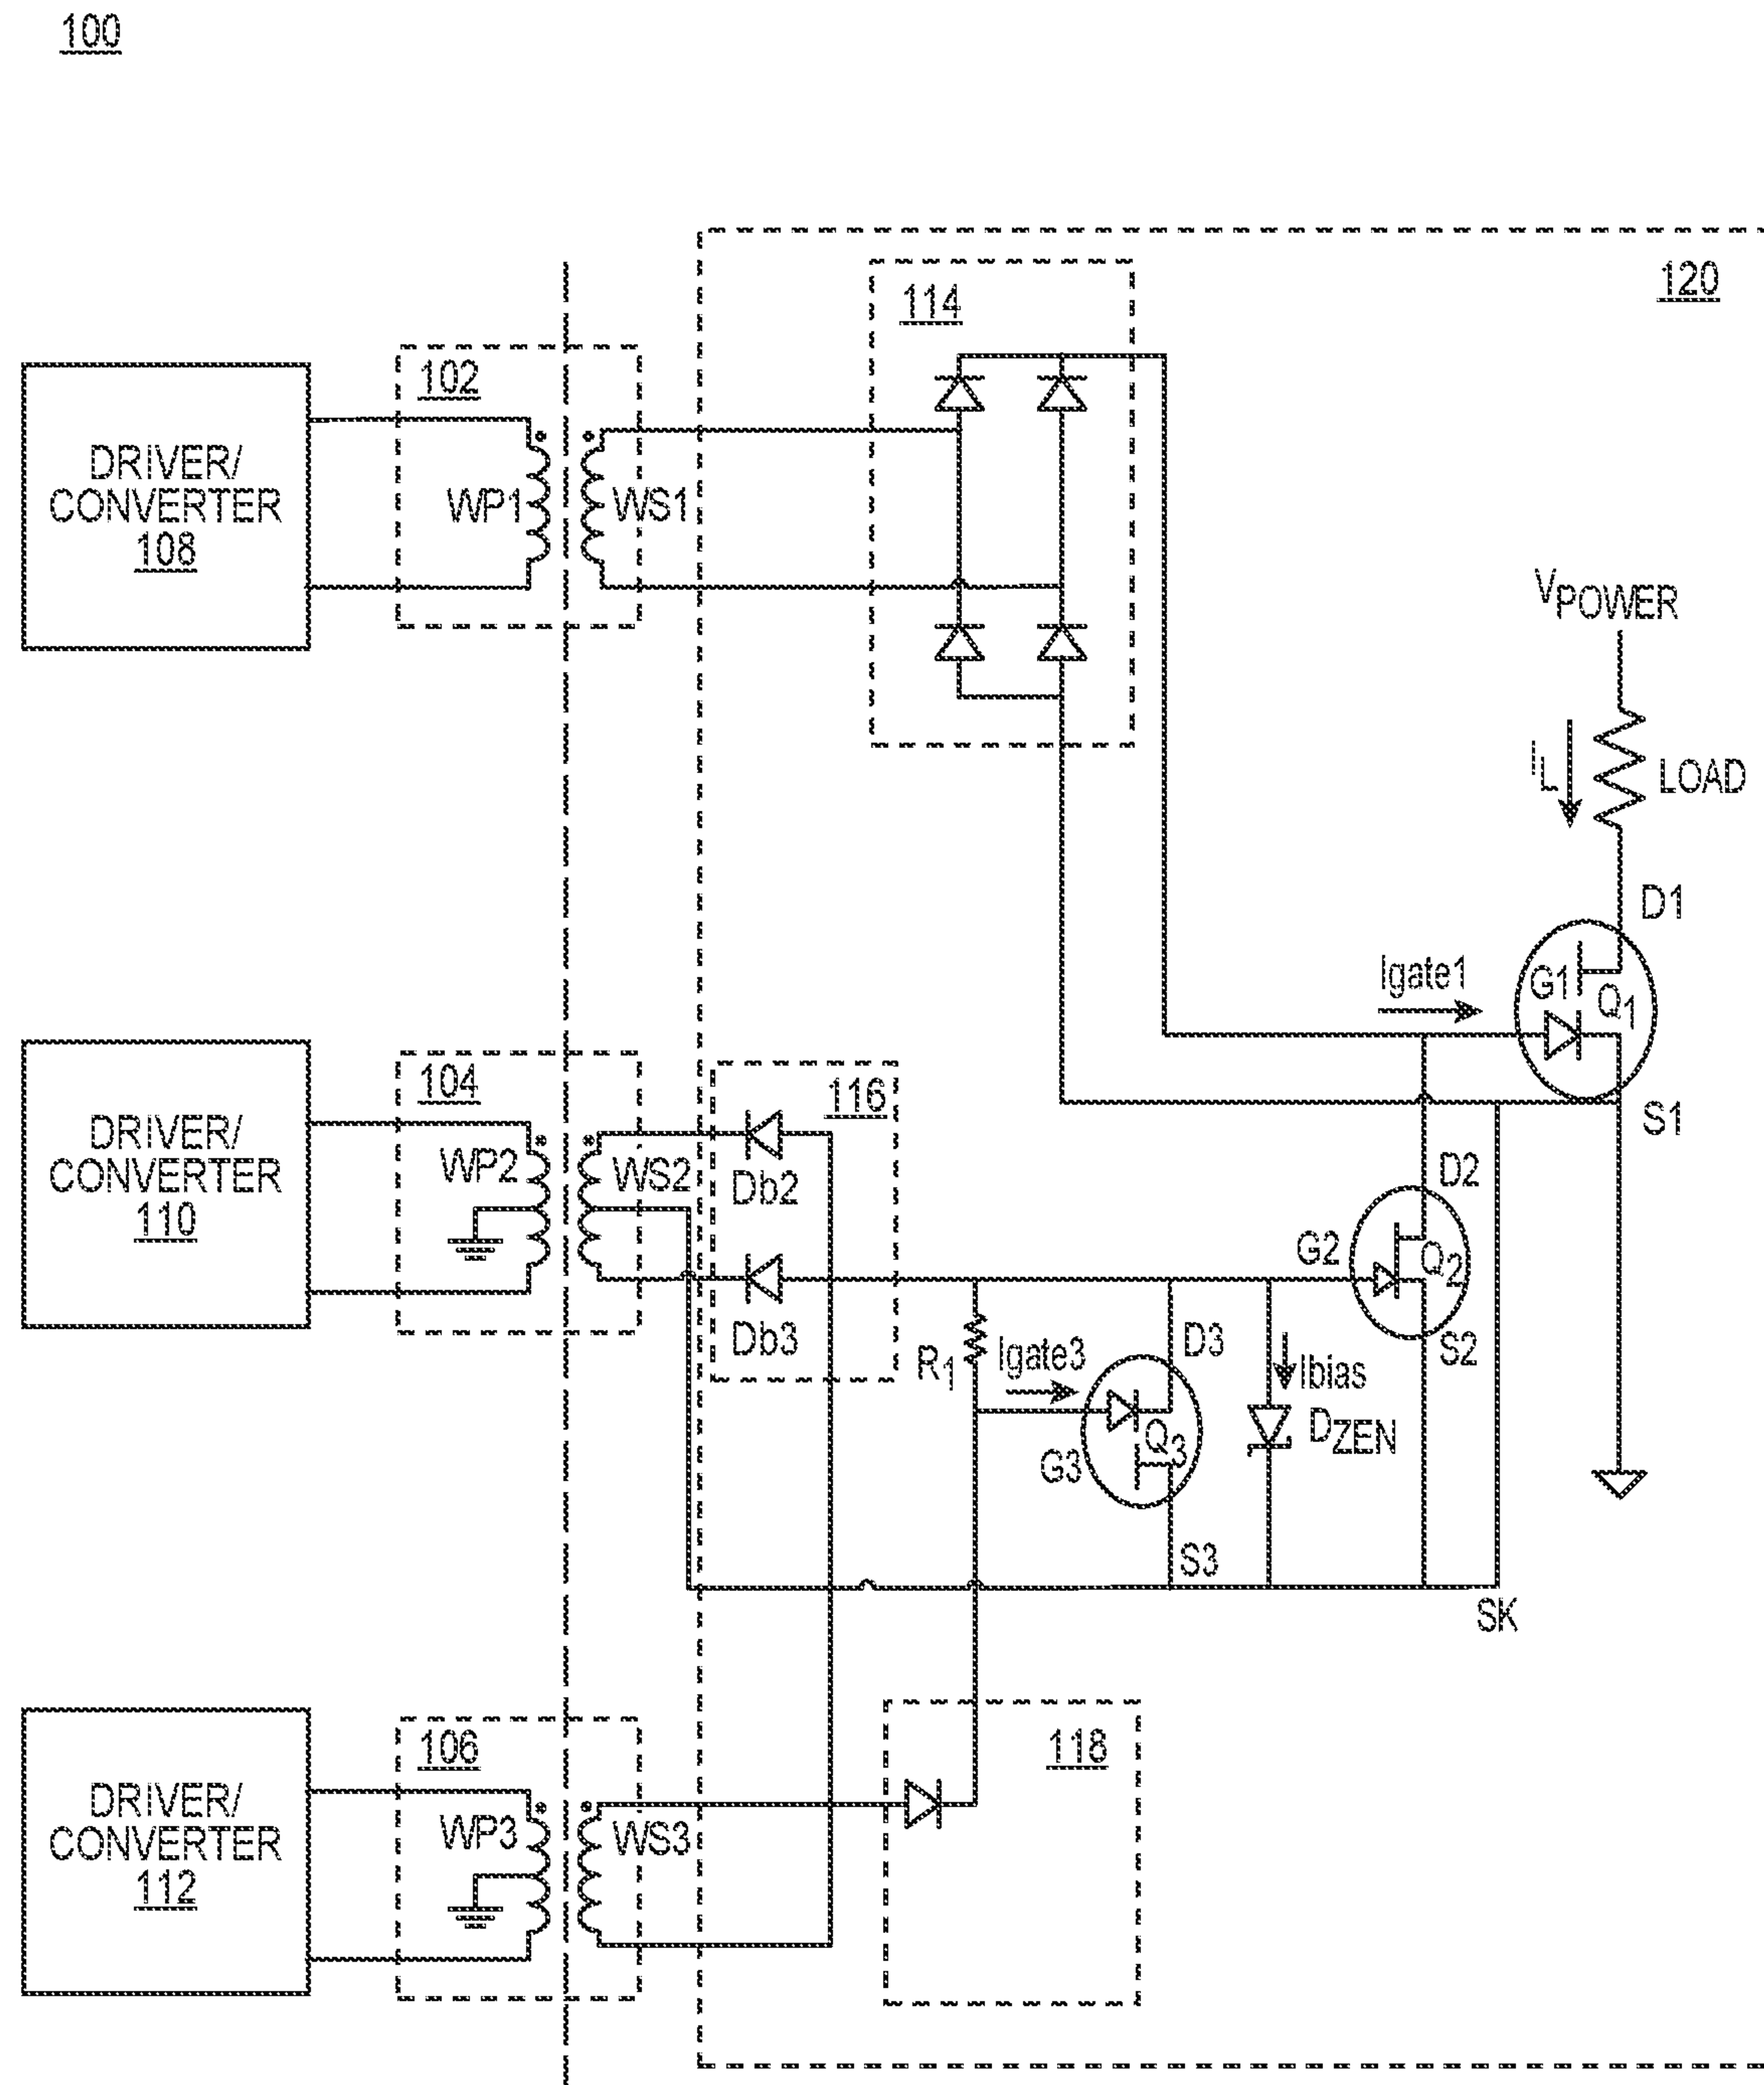 100
120
114
102
DRIVER/
CONVERTER
108
WP1
WS1
VPOWER
IL
LOAD
D1
Igate1
G1
Q1
S1
104
116
DRIVER/
CONVERTER
110
WP2
WS2
Db2
D2
G2
Q2
Db3
S2
R1
Igate3
D3
Ibias
DZEN
Q3
G3
S3
SK
106
118
DRIVER/
CONVERTER
112
WP3
WS3